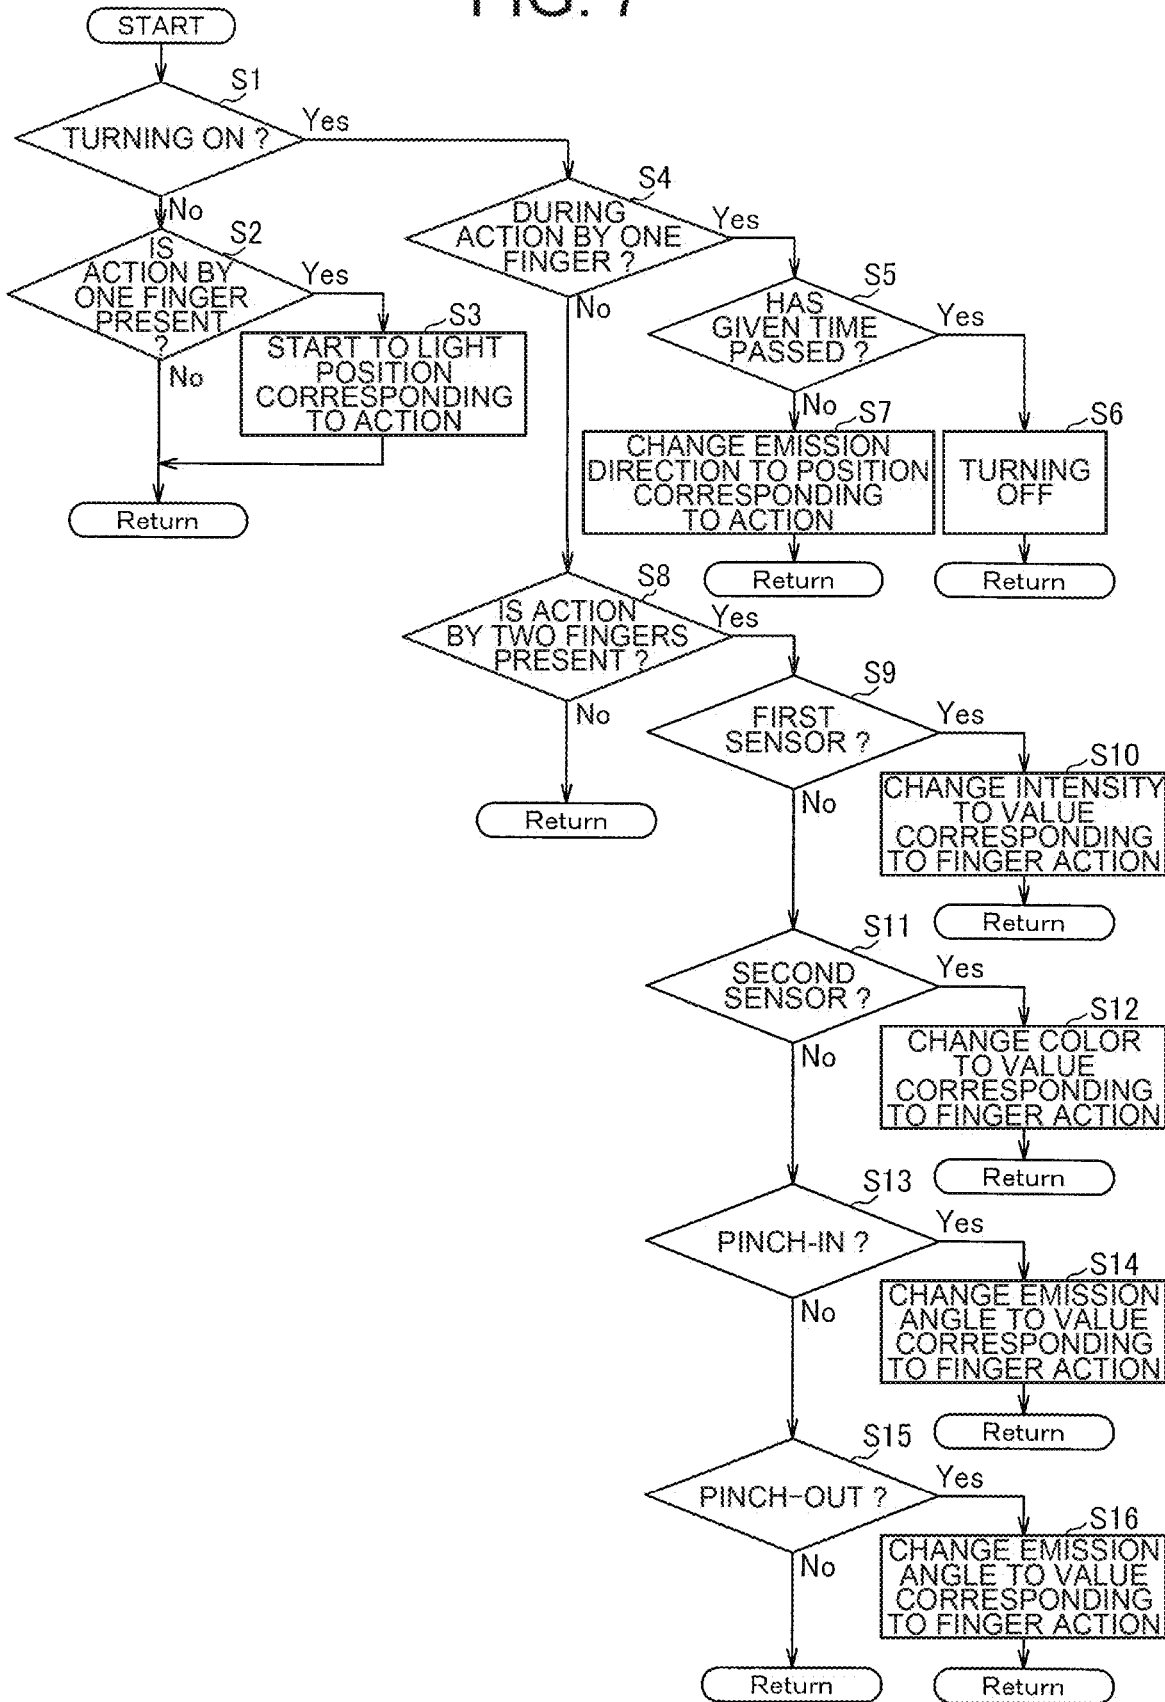 FIG. 7
START
S1
TURNING ON ?
Yes
No
S2
IS
ACTION BY
ONE FINGER
PRESENT
?
Yes
No
S3
START TO LIGHT
POSITION
CORRESPONDING
TO ACTION
Return
S4
DURING
ACTION BY ONE
FINGER ?
Yes
No
S5
HAS
GIVEN TIME
PASSED ?
Yes
No
S7
CHANGE EMISSION
DIRECTION TO POSITION
CORRESPONDING
TO ACTION
Return
S6
TURNING
OFF
Return
S8
IS ACTION
BY TWO FINGERS
PRESENT ?
Yes
No
Return
S9
FIRST
SENSOR ?
Yes
No
S10
CHANGE INTENSITY
TO VALUE
CORRESPONDING
TO FINGER ACTION
Return
S11
SECOND
SENSOR ?
Yes
No
S12
CHANGE COLOR
TO VALUE
CORRESPONDING
TO FINGER ACTION
Return
S13
PINCH-IN ?
Yes
No
S14
CHANGE EMISSION
ANGLE TO VALUE
CORRESPONDING
TO FINGER ACTION
Return
S15
PINCH-OUT ?
Yes
No
S16
CHANGE EMISSION
ANGLE TO VALUE
CORRESPONDING
TO FINGER ACTION
Return
Return